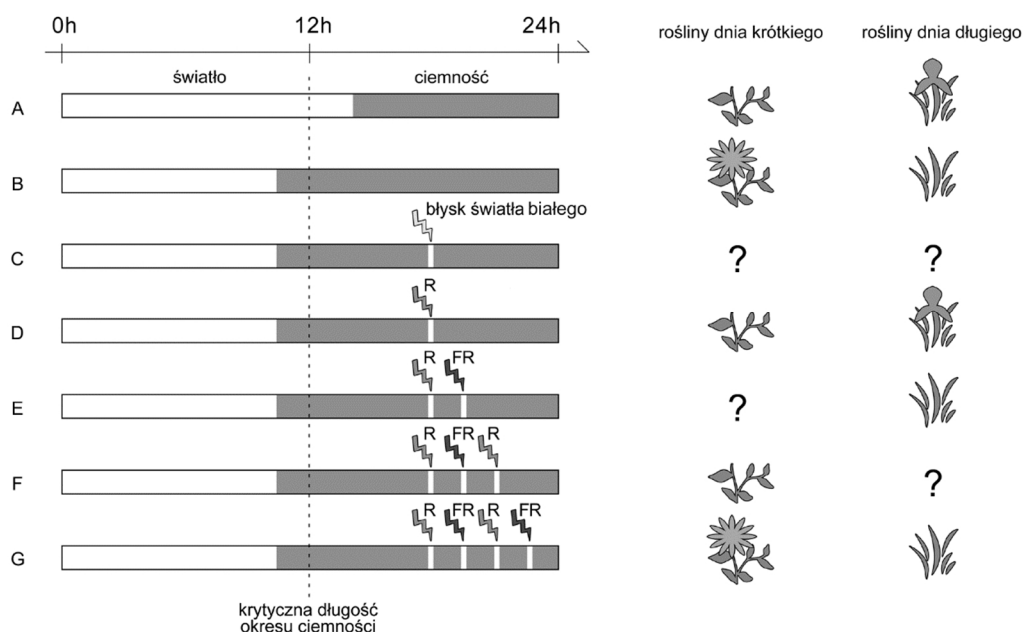 0h 12h 24h
rośliny dnia krótkiego rośliny dnia długiego
światło ciemność
A
B
błysk światła białego
C ? ?
R
D
R FR
E ?
R FR R
F ?
R FR R FR
G
krytyczna długość
okresu ciemności